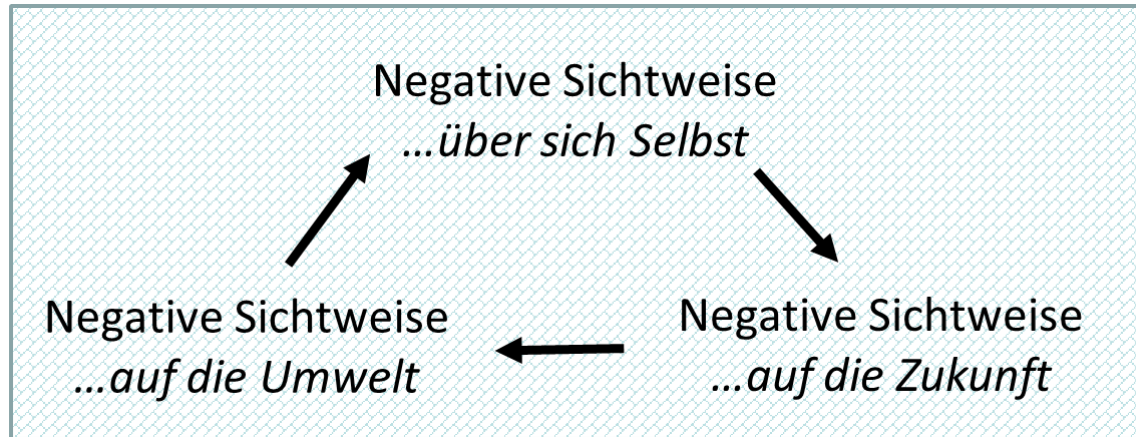 Negative Sichtweise
...über sich Selbst
Negative Sichtweise
...auf die Umwelt
Negative Sichtweise
...auf die Zukunft